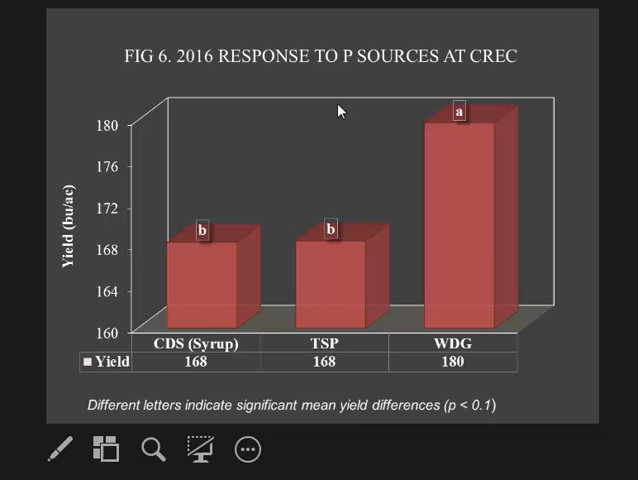 FIG 6. 2016 RESPONSE TO P SOURCES AT CREC
Yield (bu/ac)
180
176
172
168
164
160
b
b
a
CDS (Syrup) TSP WDG
Yield 168 168 180
Different letters indicate significant mean yield differences (p < 0.1)